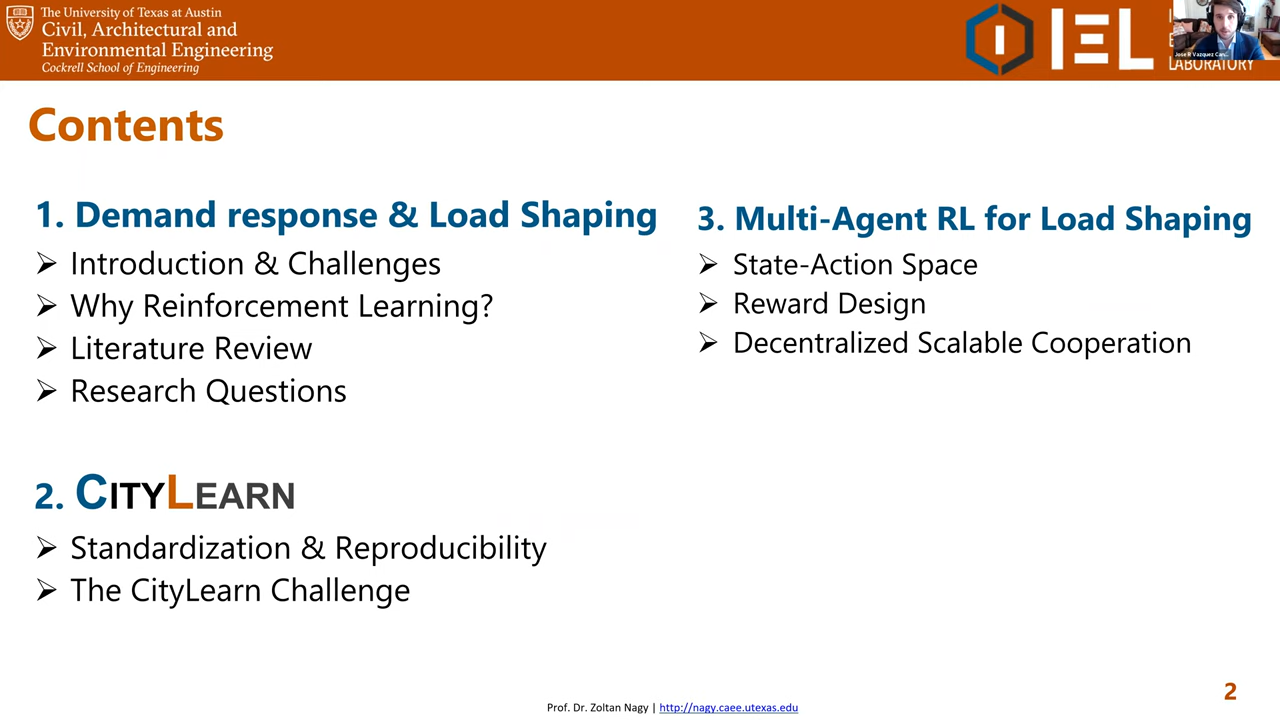 The University of Texas at Austin
Civil, Architectural and
Environmental Engineering
Cockrell School of Engineering
IEL
LABORATORY
Contents
1. Demand response & Load Shaping
➢ Introduction & Challenges
➢ Why Reinforcement Learning?
➢ Literature Review
➢ Research Questions
2. CITYLEARN
➢ Standardization & Reproducibility
➢ The CityLearn Challenge
3. Multi-Agent RL for Load Shaping
➢ State-Action Space
➢ Reward Design
➢ Decentralized Scalable Cooperation
Prof. Dr. Zoltan Nagy | http://nagy.caee.utexas.edu
2